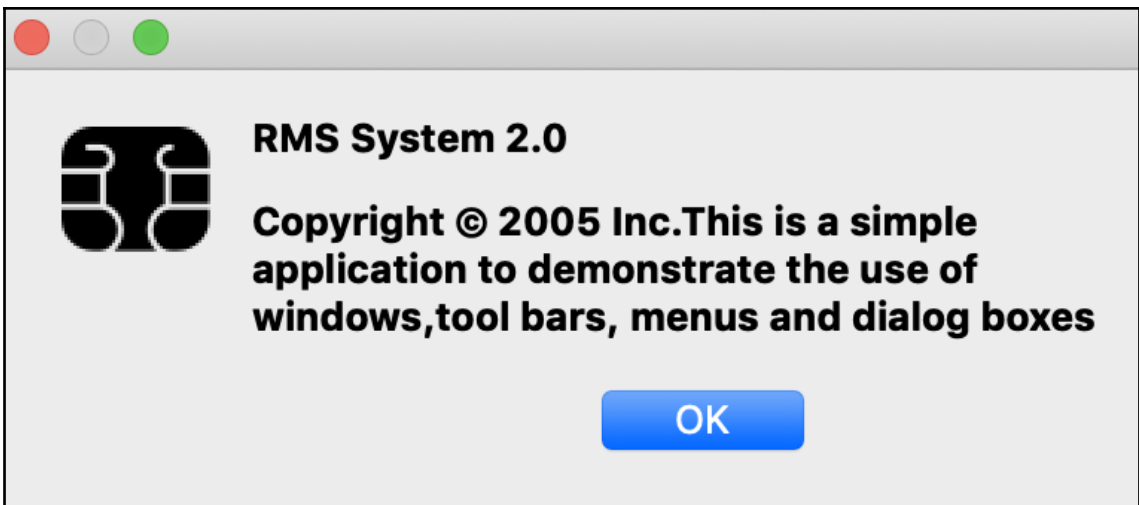 RMS System 2.0
Copyright © 2005 Inc.This is a simple
application to demonstrate the use of
windows,tool bars, menus and dialog boxes
OK